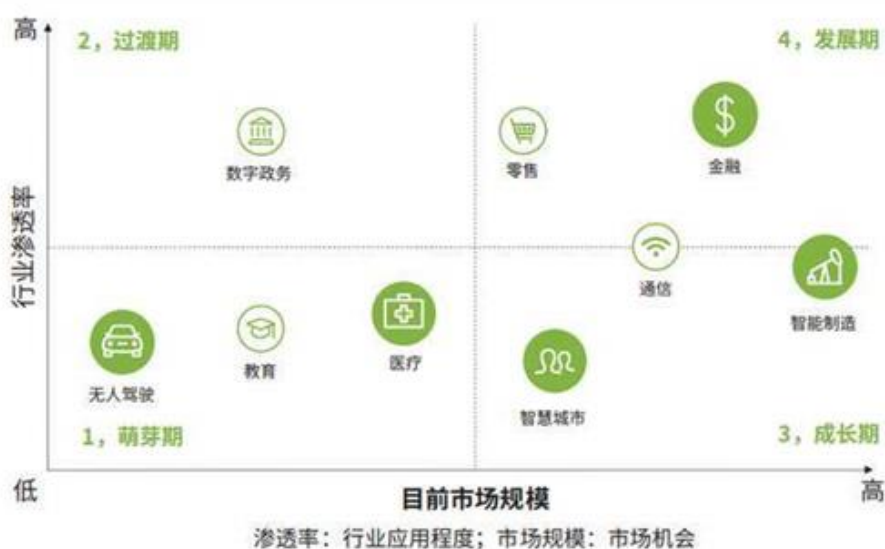 高
2，过渡期
4，发展期
数字政务
零售
金融
行业渗透率
通信
智能制造
无人驾驶
教育
医疗
智慧城市
1，萌芽期
3，成长期
低
目前市场规模
高
渗透率：行业应用程度；市场规模：市场机会